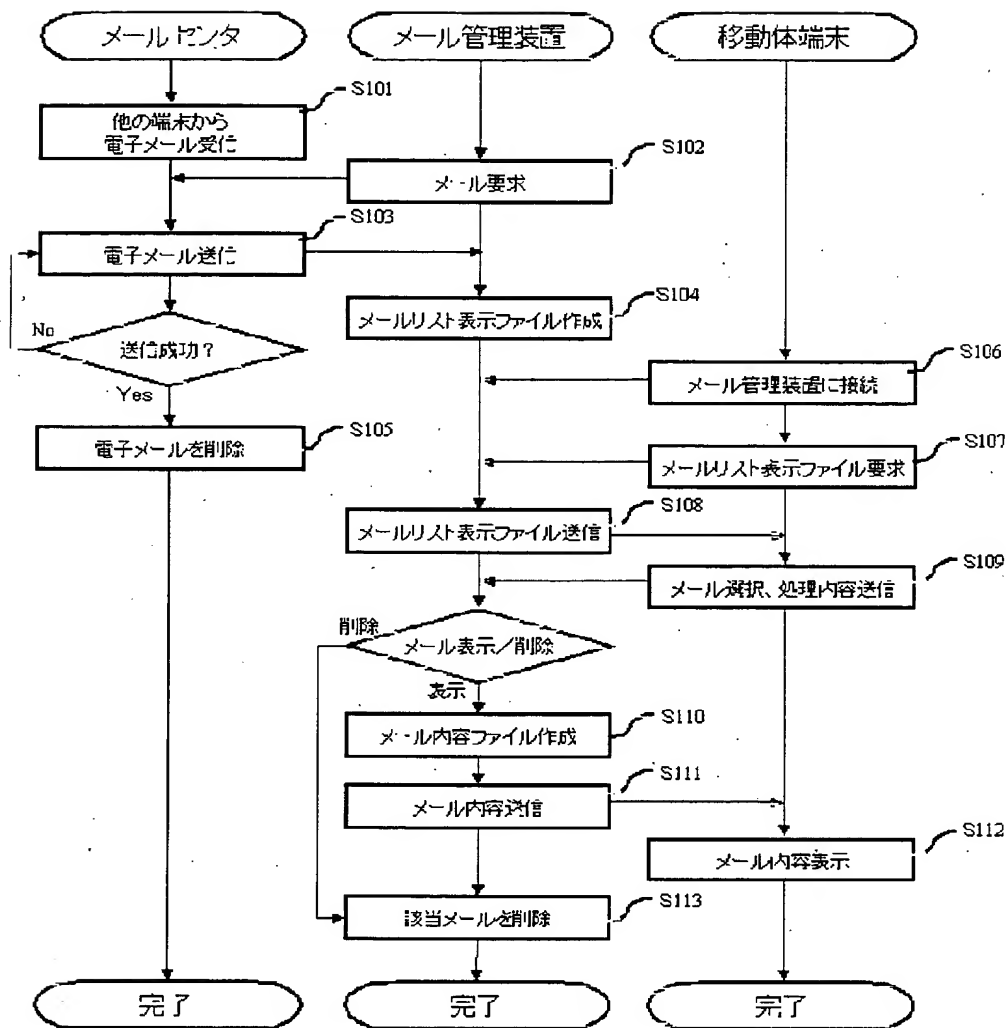 メールセンタ
メール管理装置
移動体端末
S101
他の端末から
電子メール受信
S102
メール要求
S103
電子メール送信
S104
メールリスト表示ファイル作成
No
送信成功？
Yes
S106
メール管理装置に接続
S105
電子メールを削除
S107
メールリスト表示ファイル要求
S108
メールリスト表示ファイル送信
S109
メール選択、処理内容送信
削除
メール表示／削除
表示
S110
メール内容ファイル作成
S111
メール内容送信
S112
メール内容表示
S113
該当メールを削除
完了
完了
完了